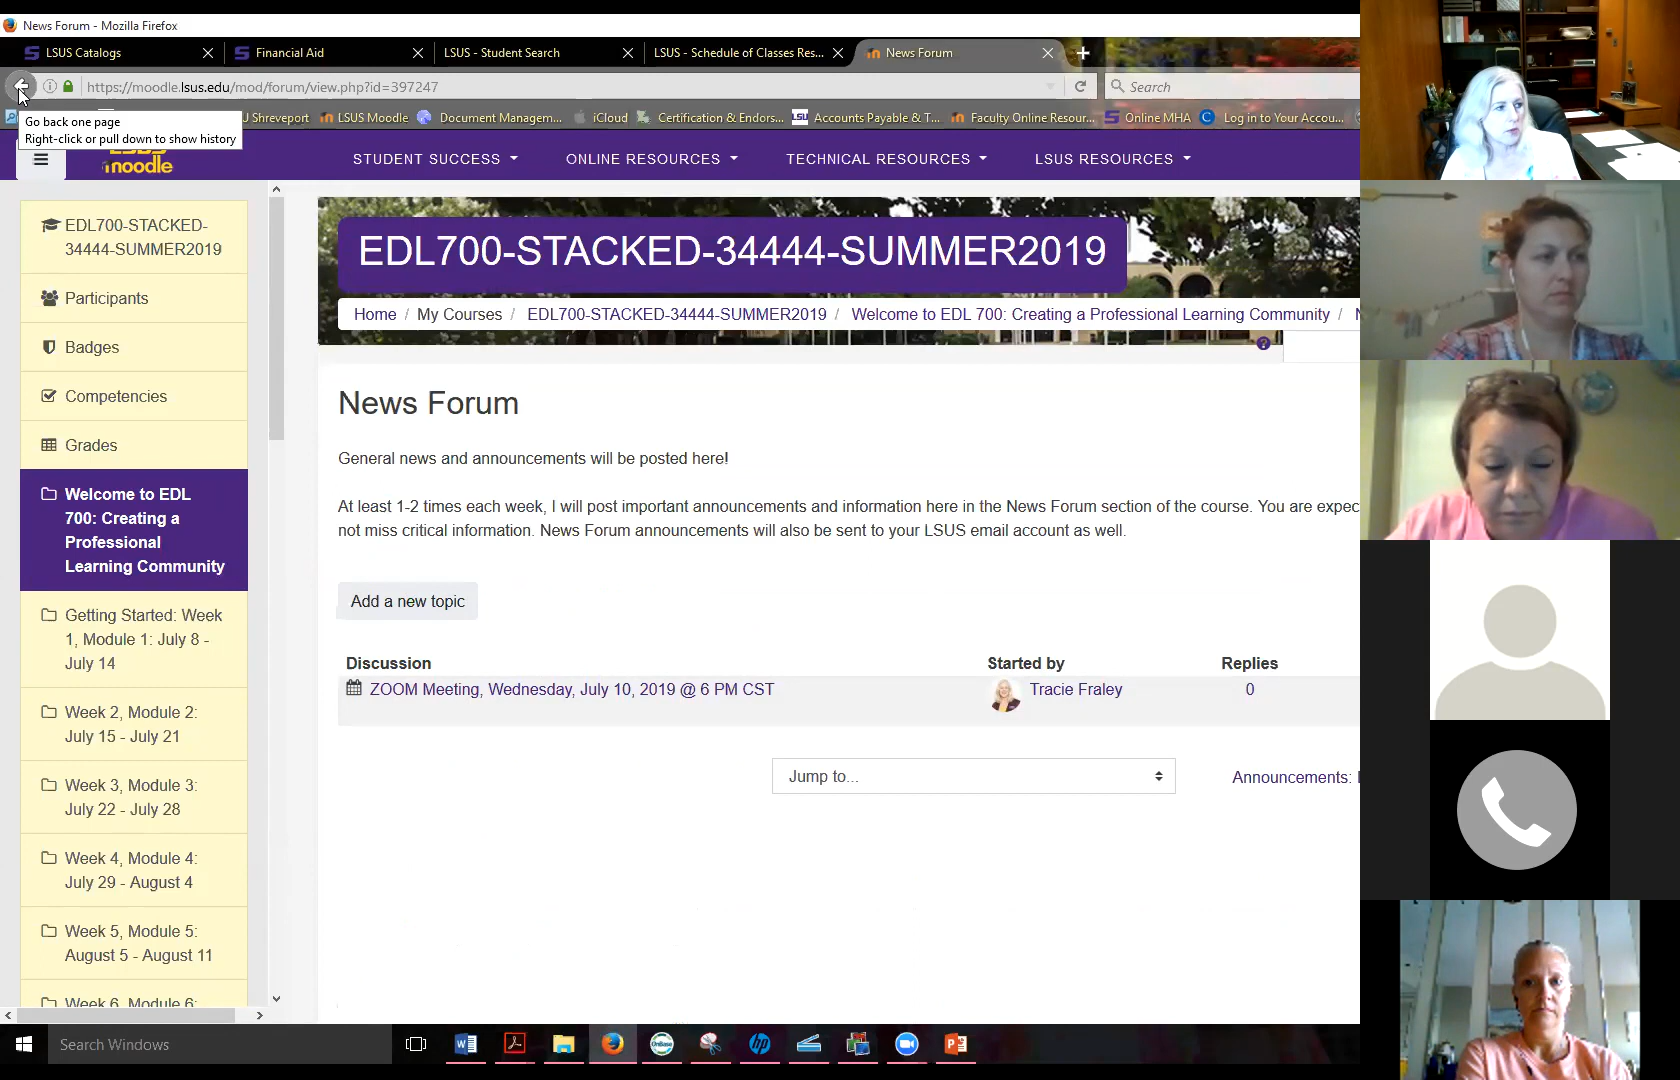 News Forum - Mozilla Firefox
LSUS Catalogs
Financial Aid
LSUS - Student Search
LSUS - Schedule of Classes Res...
News Forum
https://moodle.lsus.edu/mod/forum/view.php?id=397247
Search
Go back one page
Right-click or pull down to show history
U Shreveport
LSUS Moodle
Document Managem...
iCloud
Certification & Endors...
LSU
Accounts Payable & T...
Faculty Online Resour...
Online MHA
Log in to Your Accou...
moodle
STUDENT SUCCESS
ONLINE RESOURCES
TECHNICAL RESOURCES
LSUS RESOURCES
EDL700-STACKED-
34444-SUMMER2019
Participants
Badges
Competencies
Grades
Welcome to EDL
700: Creating a
Professional
Learning Community
Getting Started: Week
1, Module 1: July 8 -
July 14
Week 2, Module 2:
July 15 - July 21
Week 3, Module 3:
July 22 - July 28
Week 4, Module 4:
July 29 - August 4
Week 5, Module 5:
August 5 - August 11
Week 6, Module 6:
EDL700-STACKED-34444-SUMMER2019
Home / My Courses / EDL700-STACKED-34444-SUMMER2019 / Welcome to EDL 700: Creating a Professional Learning Community /
News Forum
General news and announcements will be posted here!
At least 1-2 times each week, I will post important announcements and information here in the News Forum section of the course. You are expec
not miss critical information. News Forum announcements will also be sent to your LSUS email account as well.
Add a new topic
Discussion
Started by
Replies
ZOOM Meeting, Wednesday, July 10, 2019 @ 6 PM CST
Tracie Fraley
0
Jump to...
Announcements:
Search Windows
OnBase
hp